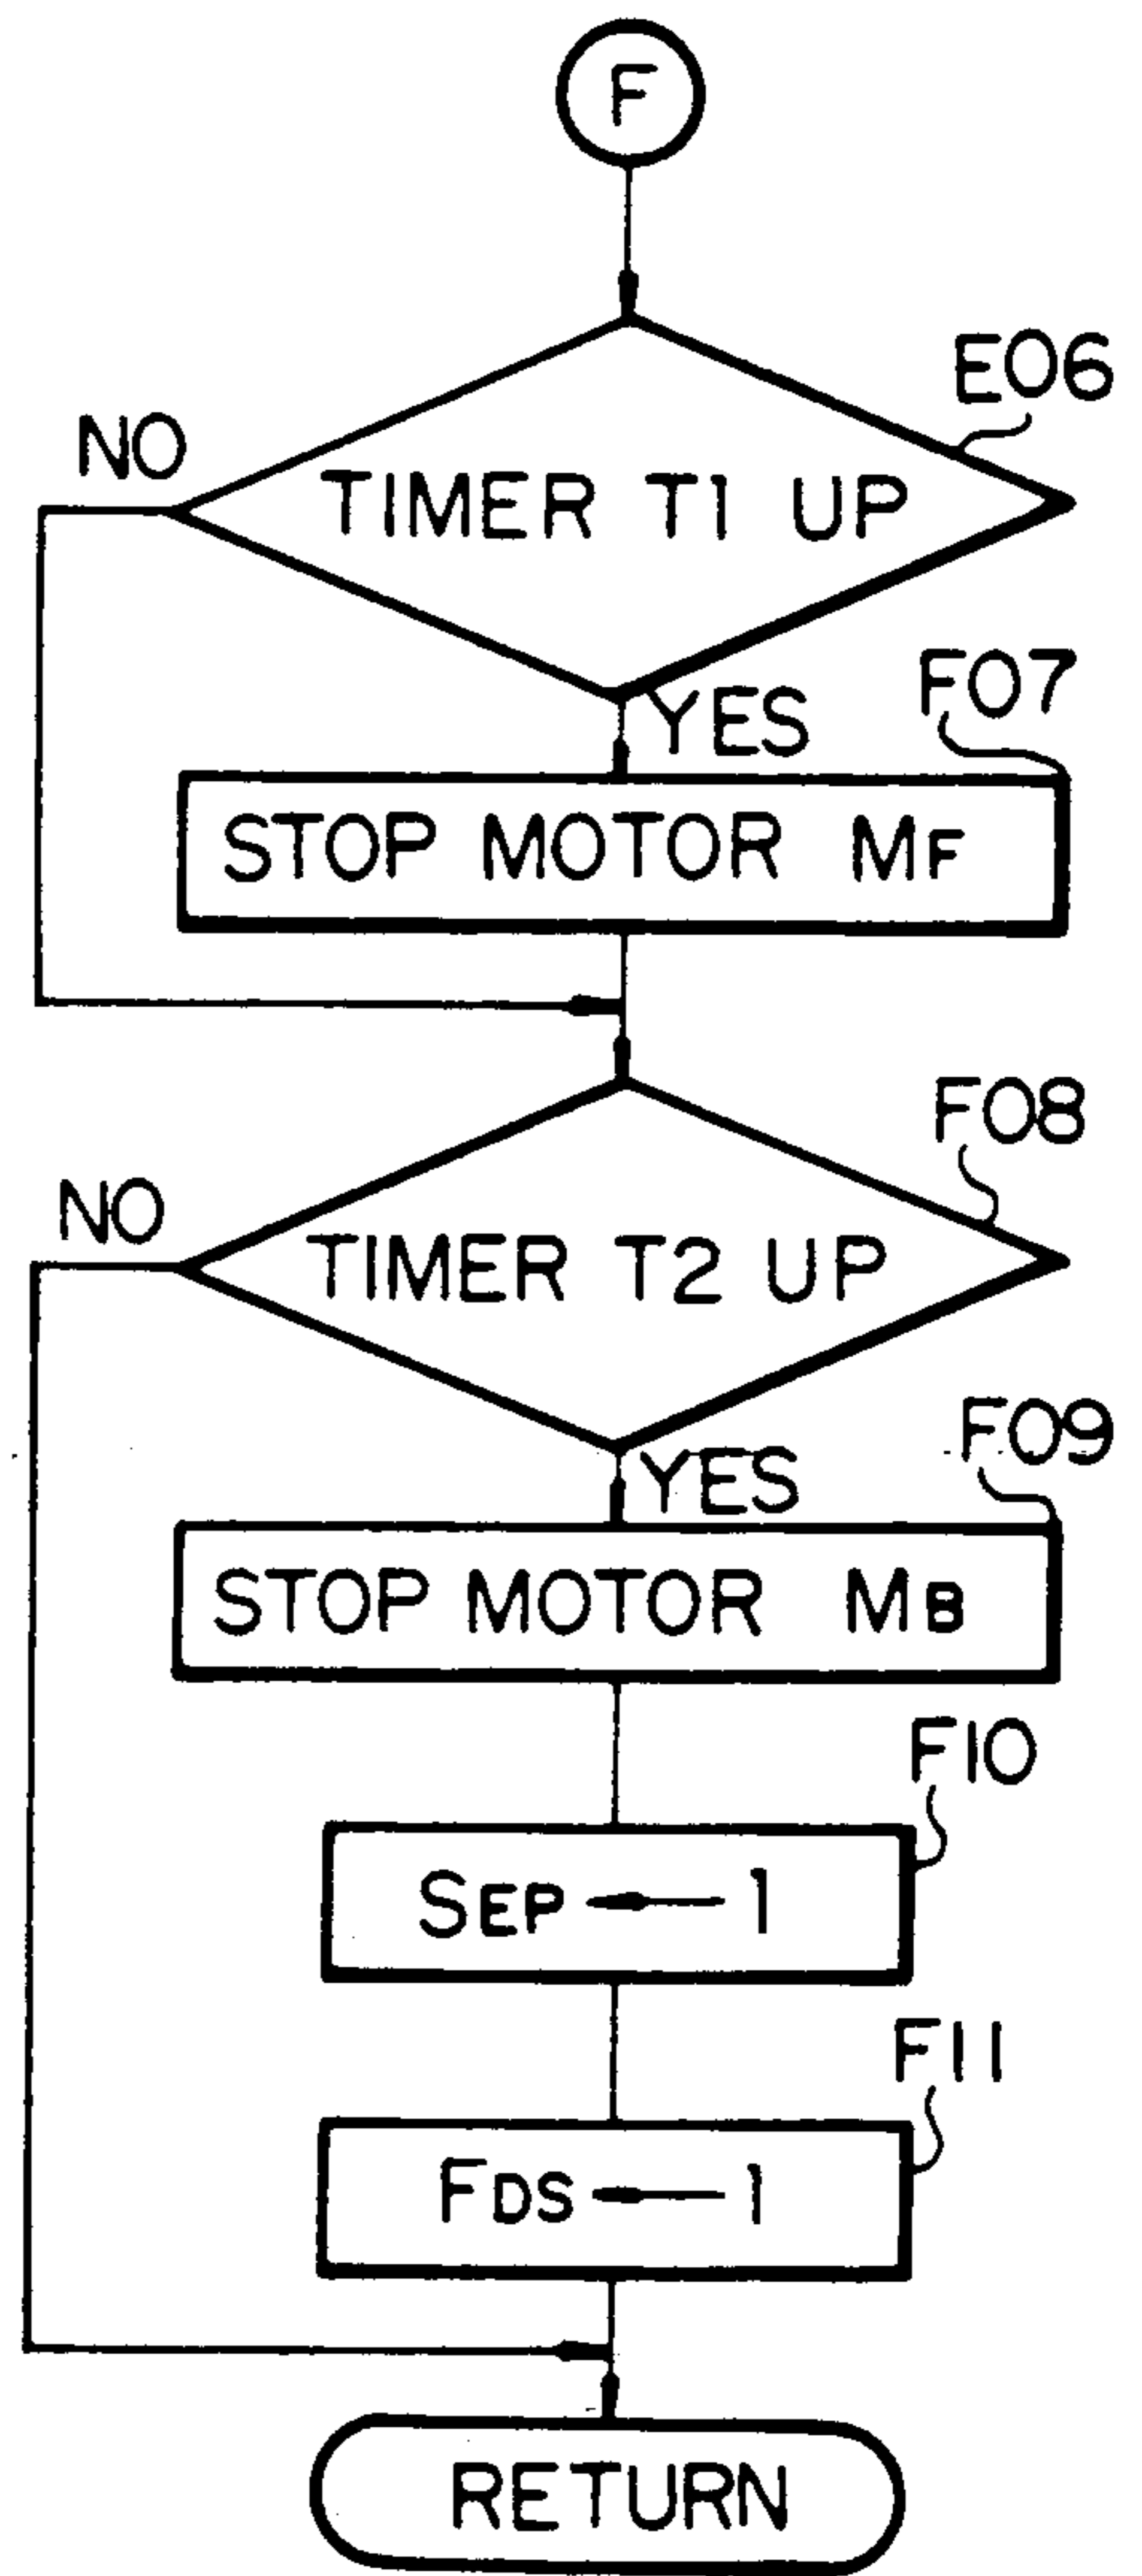 F
E06
NO
TIMER T1 UP
YES
F07
STOP MOTOR MF
F08
NO
TIMER T2 UP
YES
F09
STOP MOTOR MB
F10
SEP ← 1
F11
FDS ← 1
RETURN